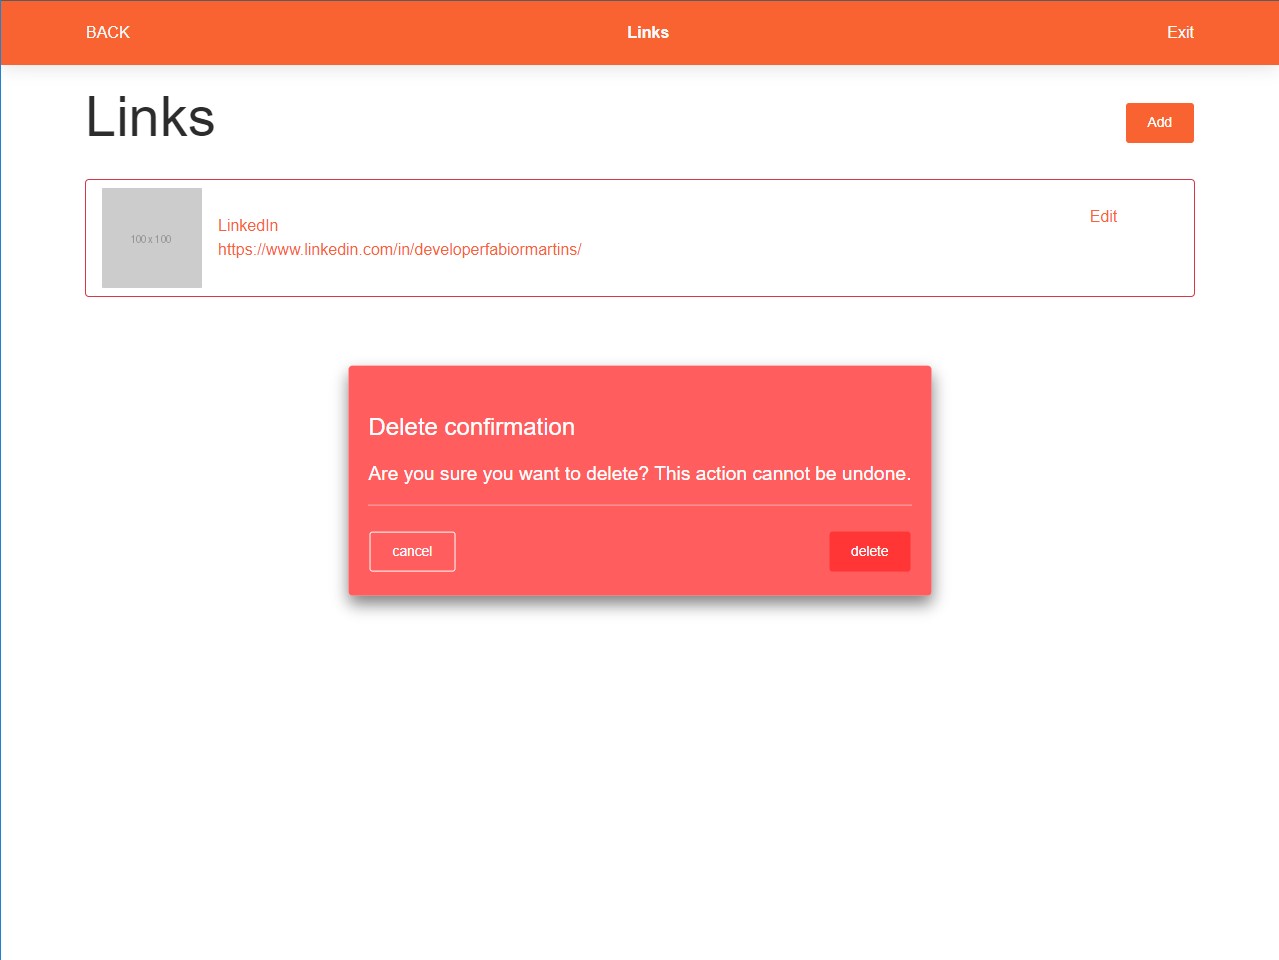 BACK
Links
Exit
Links
Add
100 x 100
LinkedIn
https://www.linkedin.com/in/developerfabiormartins/
Edit
Delete confirmation
Are you sure you want to delete? This action cannot be undone.
cancel
delete